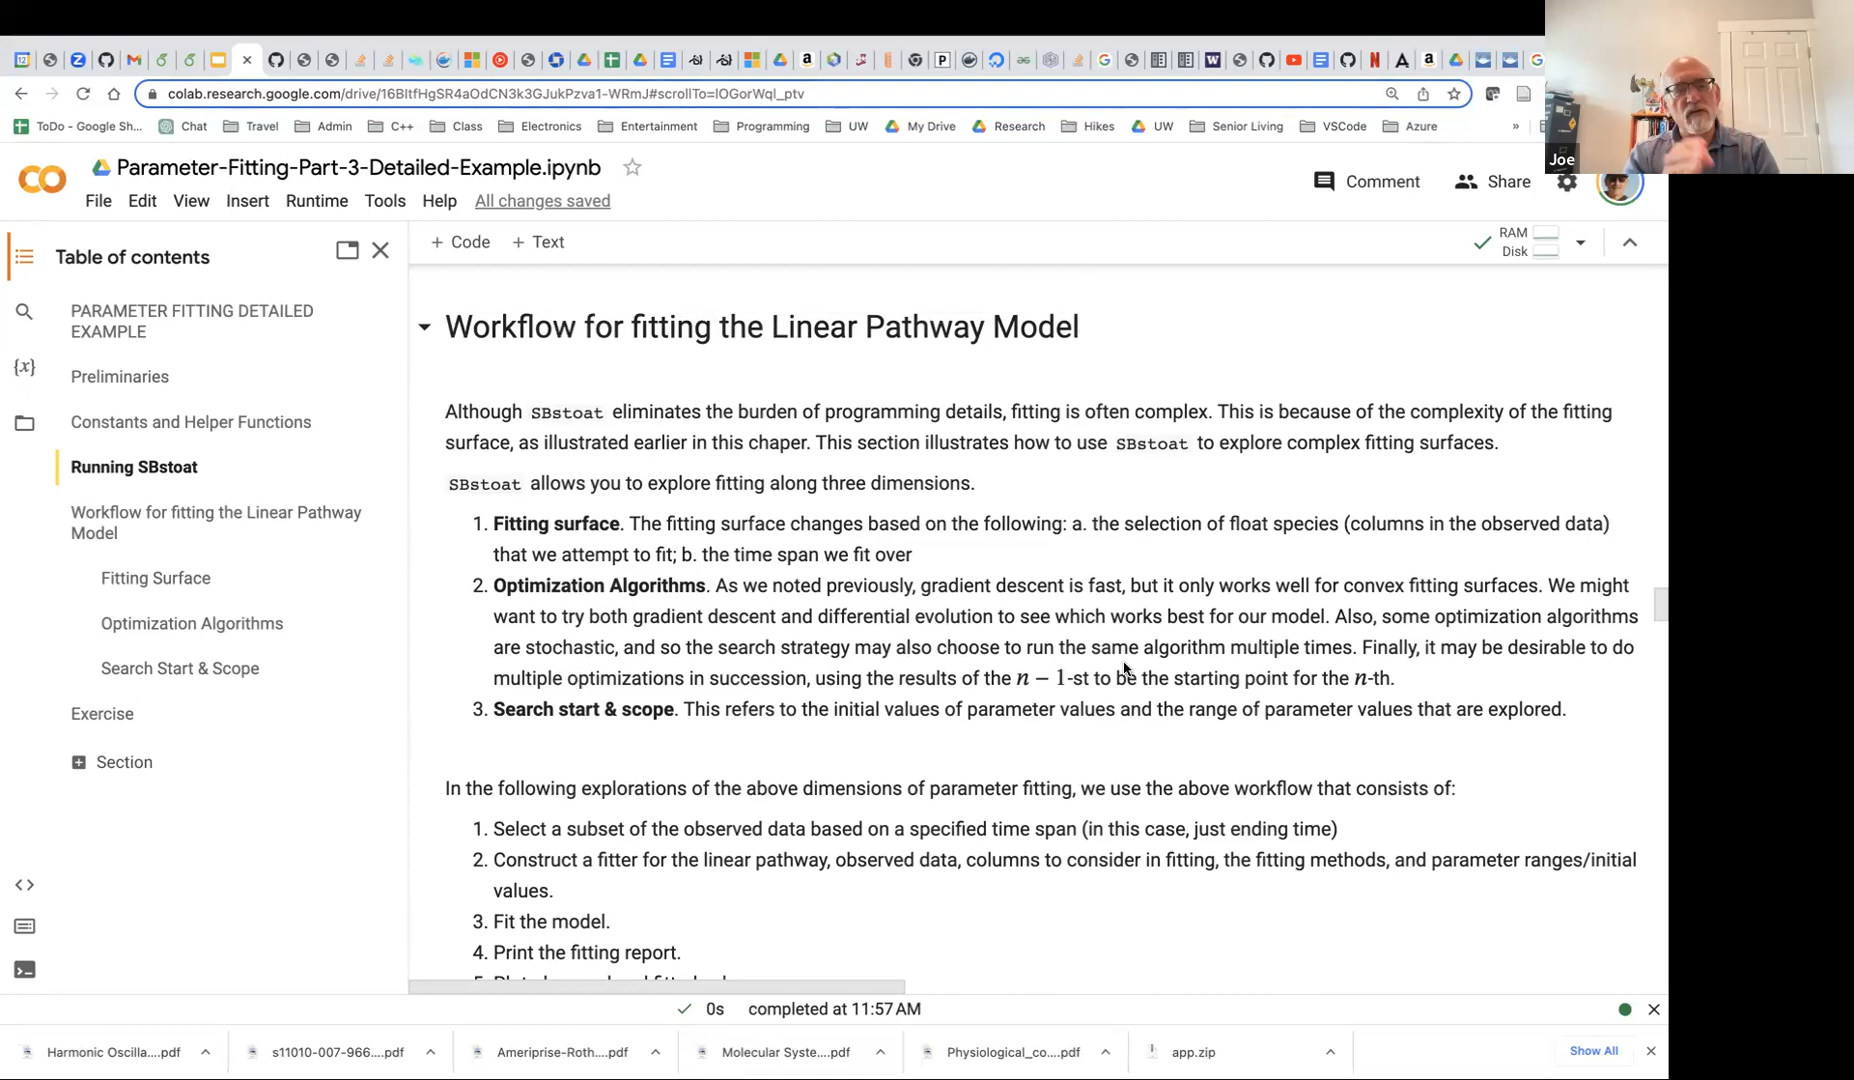 colab.research.google.com/drive/16BltfHgSR4aOdCN3k3GJukPzva1-WRmJ#scrollTo=lOGorWql_ptv
ToDo - Google Sh... Chat Travel Admin C++ Class Electronics Entertainment Programming UW My Drive Research Hikes UW Senior Living VSCode Azure »
Joe
Parameter-Fitting-Part-3-Detailed-Example.ipynb
Comment Share
File Edit View Insert Runtime Tools Help All changes saved
+ Code + Text
RAM
Disk
Table of contents
PARAMETER FITTING DETAILED
EXAMPLE
Preliminaries
Constants and Helper Functions
Running SBstoat
Workflow for fitting the Linear Pathway
Model
Fitting Surface
Optimization Algorithms
Search Start & Scope
Exercise
Section
Workflow for fitting the Linear Pathway Model
Although SBstoat eliminates the burden of programming details, fitting is often complex. This is because of the complexity of the fitting
surface, as illustrated earlier in this chaper. This section illustrates how to use SBstoat to explore complex fitting surfaces.
SBstoat allows you to explore fitting along three dimensions.
1. Fitting surface. The fitting surface changes based on the following: a. the selection of float species (columns in the observed data)
that we attempt to fit; b. the time span we fit over
2. Optimization Algorithms. As we noted previously, gradient descent is fast, but it only works well for convex fitting surfaces. We might
want to try both gradient descent and differential evolution to see which works best for our model. Also, some optimization algorithms
are stochastic, and so the search strategy may also choose to run the same algorithm multiple times. Finally, it may be desirable to do
multiple optimizations in succession, using the results of the n − 1-st to be the starting point for the n-th.
3. Search start & scope. This refers to the initial values of parameter values and the range of parameter values that are explored.
In the following explorations of the above dimensions of parameter fitting, we use the above workflow that consists of:
1. Select a subset of the observed data based on a specified time span (in this case, just ending time)
2. Construct a fitter for the linear pathway, observed data, columns to consider in fitting, the fitting methods, and parameter ranges/initial
values.
3. Fit the model.
4. Print the fitting report.
0s completed at 11:57 AM
Harmonic Oscilla....pdf s11010-007-966....pdf Ameriprise-Roth....pdf Molecular Syste....pdf Physiological_co....pdf app.zip Show All